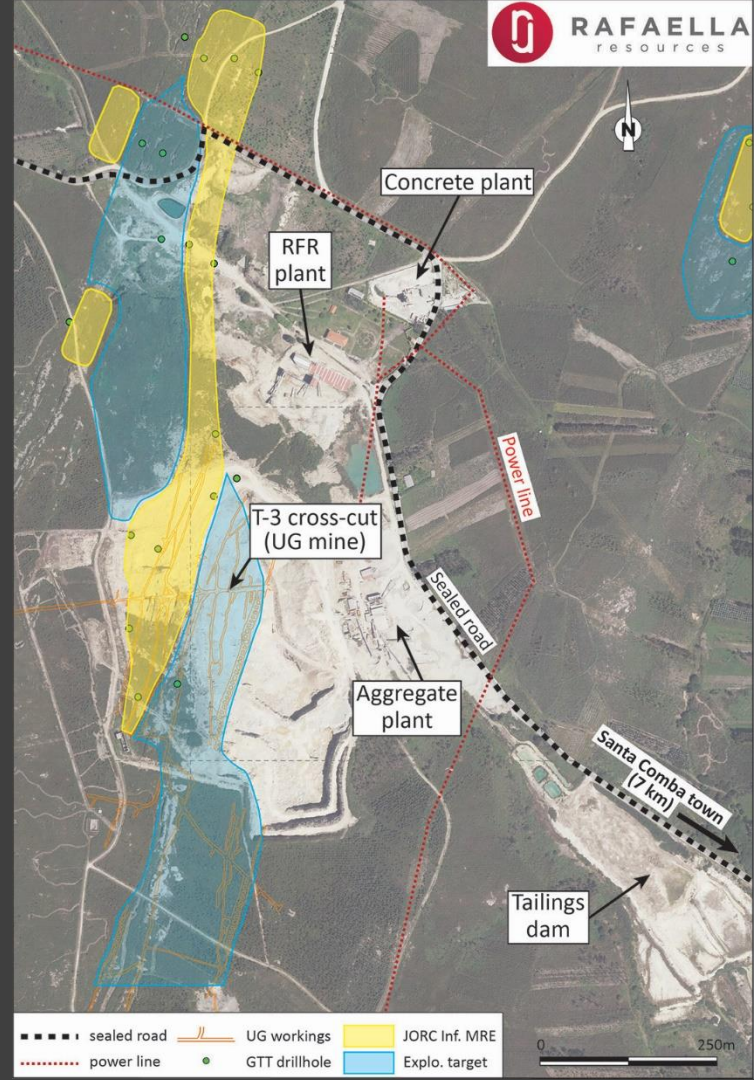 RAFAELLA
resources
N
Concrete plant
RFR
plant
T-3 cross-cut
(UG mine)
Power line
Sealed road
Aggregate
plant
Santa Comba town
(7 km)
Tailings
dam
sealed road
UG workings
JORC Inf. MRE
power line
GTT drillhole
Explo. target
0
250m